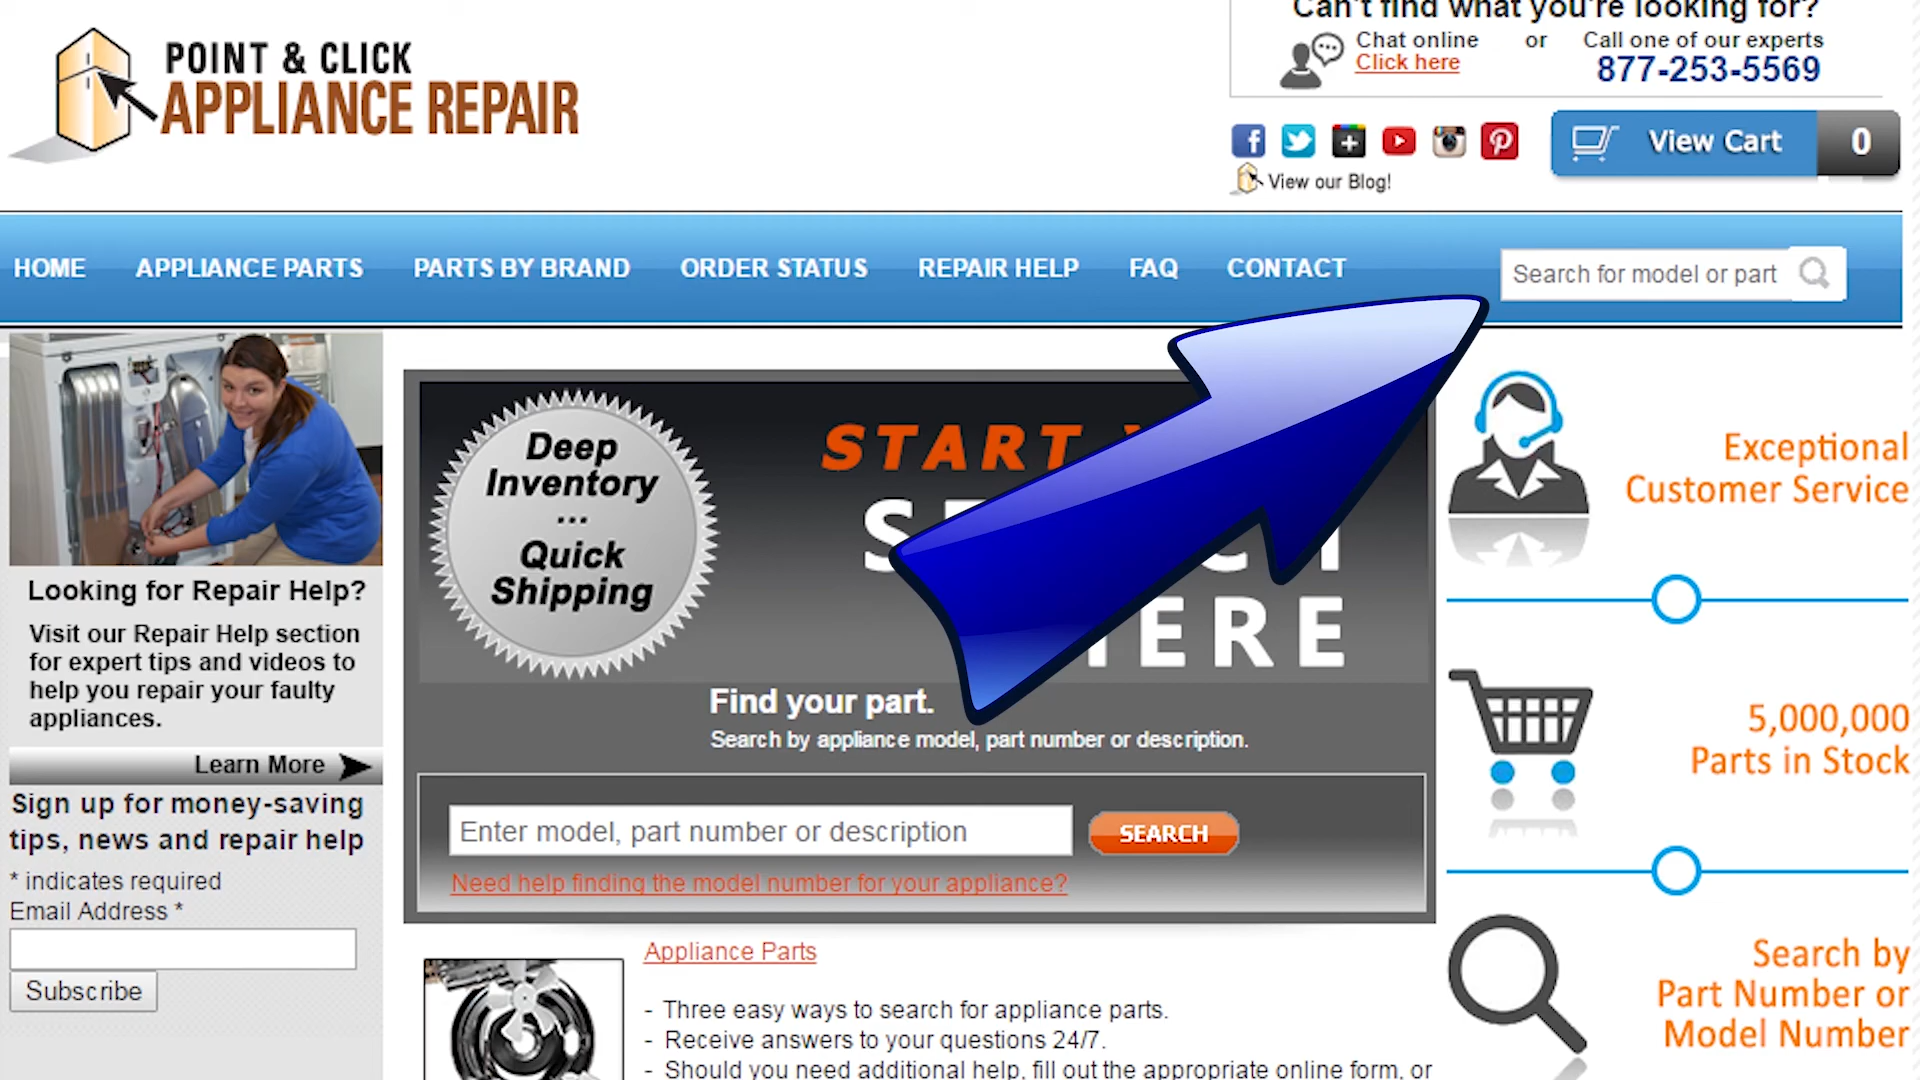 POINT & CLICK
APPLIANCE REPAIR
Can't find what you're looking for?
Chat online or Call one of our experts
Click here 877-253-5569
View Cart 0
View our Blog!
HOME APPLIANCE PARTS PARTS BY BRAND ORDER STATUS REPAIR HELP FAQ CONTACT
Search for model or part
Looking for Repair Help?
Visit our Repair Help section
for expert tips and videos to
help you repair your faulty
appliances.
Learn More
Sign up for money-saving
tips, news and repair help
* indicates required
Email Address *
Subscribe
Deep
Inventory
...
Quick
Shipping
START
Find your part.
Search by appliance model, part number or description.
Enter model, part number or description
SEARCH
Need help finding the model number for your appliance?
Appliance Parts
- Three easy ways to search for appliance parts.
- Receive answers to your questions 24/7.
- Should you need additional help, fill out the appropriate online form, or
Exceptional
Customer Service
5,000,000
Parts in Stock
Search by
Part Number or
Model Number